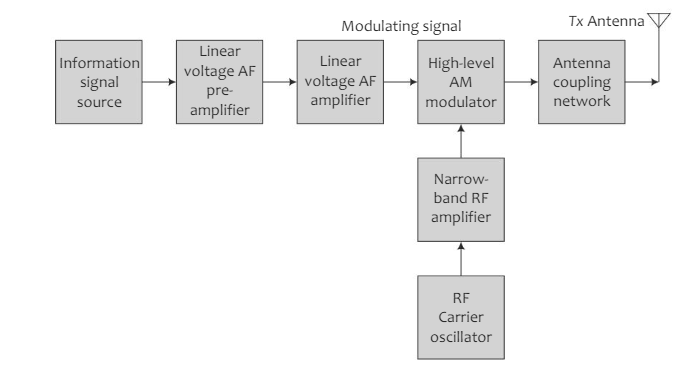 Modulating signal
Tx Antenna
Information
signal
source
Linear
voltage AF
pre-
amplifier
Linear
voltage AF
amplifier
High-level
AM
modulator
Antenna
coupling
network
Narrow-
band RF
amplifier
RF
Carrier
oscillator